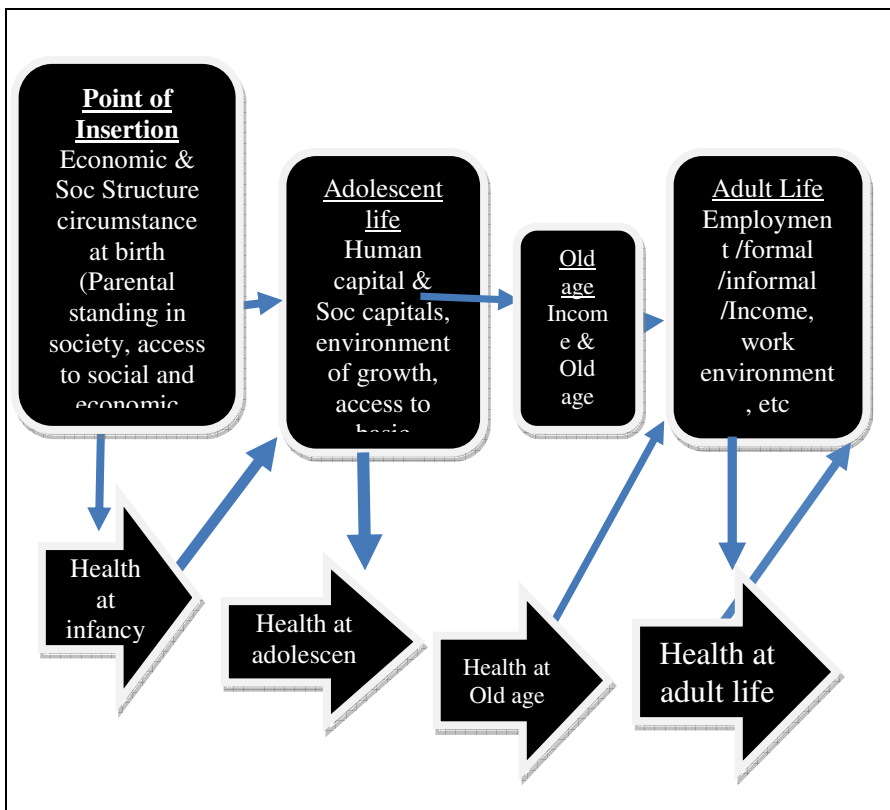 Point of
Insertion
Economic &
Soc Structure
circumstance
at birth
(Parental
standing in
society, access
to social and
economic
Adolescent
life
Human
capital &
Soc capitals,
environment
of growth,
access to
basic
Old
age
Incom
e &
Old
age
Adult Life
Employmen
t /formal
/informal
/Income,
work
environment
, etc
Health
at
infancy
Health at
adolescen
Health at
Old age
Health at
adult life